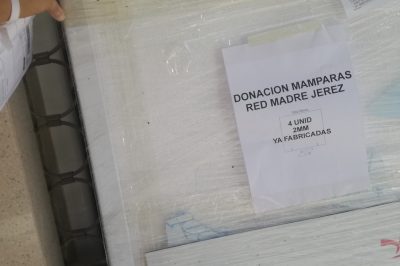 DONACION MAMPARAS
RED MADRE JEREZ
4 UNID
2MM
YA FABRICADAS